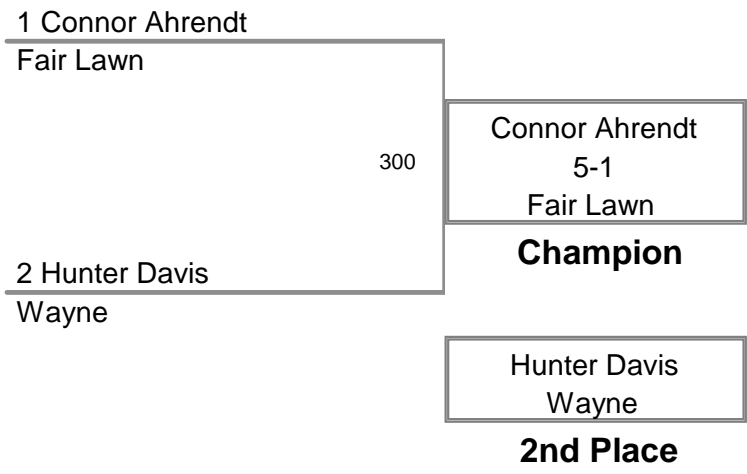 1 Connor Ahrendt
Fair Lawn
300
Connor Ahrendt
5-1
Fair Lawn
Champion
2 Hunter Davis
Wayne
Hunter Davis
Wayne
2nd Place